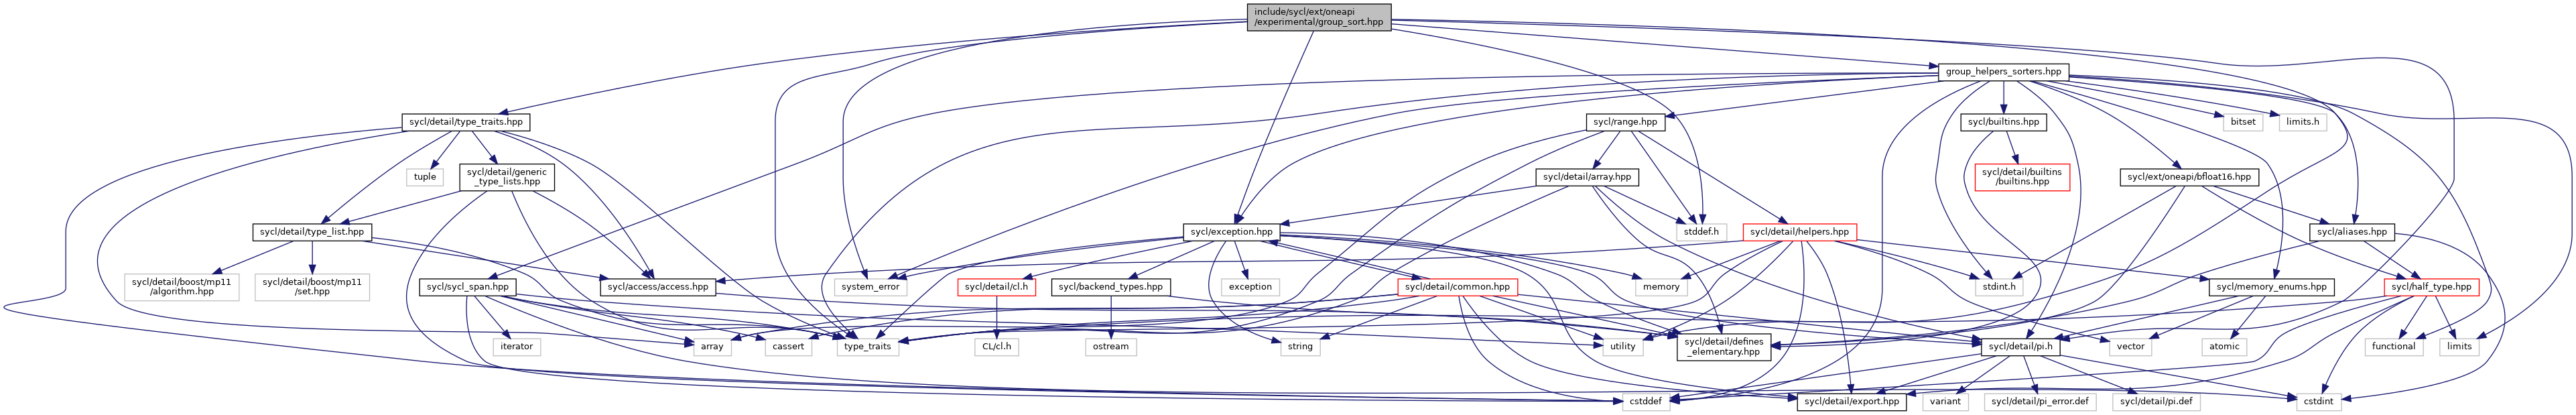 include/sycl/ext/oneapi
/experimental/group_sort.hpp
group_helpers_sorters.hpp
sycl/detail/type_traits.hpp
sycl/range.hpp
sycl/builtins.hpp
bitset
limits.h
tuple
sycl/detail/generic
_type_lists.hpp
sycl/detail/array.hpp
sycl/detail/builtins
/builtins.hpp
sycl/ext/oneapi/bfloat16.hpp
sycl/detail/type_list.hpp
sycl/exception.hpp
stddef.h
sycl/detail/helpers.hpp
sycl/aliases.hpp
sycl/detail/boost/mp11
/algorithm.hpp
sycl/detail/boost/mp11
/set.hpp
sycl/sycl_span.hpp
sycl/access/access.hpp
system_error
sycl/detail/cl.h
sycl/backend_types.hpp
exception
sycl/detail/common.hpp
memory
stdint.h
sycl/memory_enums.hpp
sycl/half_type.hpp
iterator
array
cassert
type_traits
CL/cl.h
ostream
string
utility
sycl/detail/defines
_elementary.hpp
sycl/detail/pi.h
vector
atomic
functional
limits
cstddef
sycl/detail/export.hpp
variant
sycl/detail/pi_error.def
sycl/detail/pi.def
cstdint